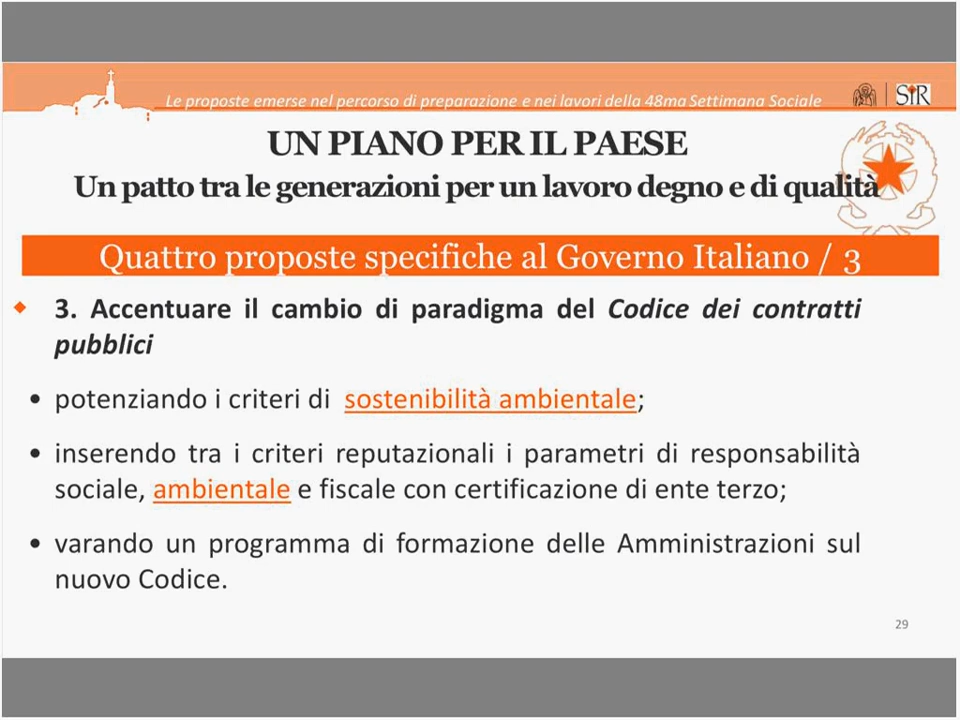 Le proposte emerse nel percorso di preparazione e nei lavori della 48ma Settimana Sociale
SIR
UN PIANO PER IL PAESE
Un patto tra le generazioni per un lavoro degno e di qualità
Quattro proposte specifiche al Governo Italiano / 3
3. Accentuare il cambio di paradigma del Codice dei contratti
pubblici
• potenziando i criteri di sostenibilità ambientale;
• inserendo tra i criteri reputazionali i parametri di responsabilità
sociale, ambientale e fiscale con certificazione di ente terzo;
• varando un programma di formazione delle Amministrazioni sul
nuovo Codice.
29